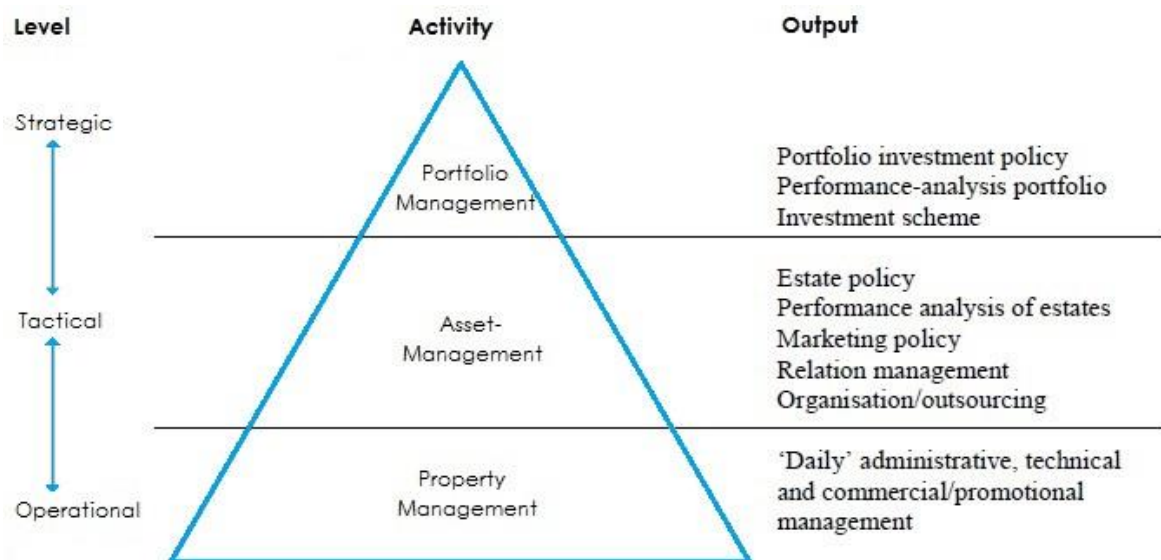 Level
Activity
Output
Strategic
Portfolio
Management
Portfolio investment policy
Performance-analysis portfolio
Investment scheme
Tactical
Asset-
Management
Estate policy
Performance analysis of estates
Marketing policy
Relation management
Organisation/outsourcing
Operational
Property
Management
‘Daily’ administrative, technical
and commercial/promotional
management